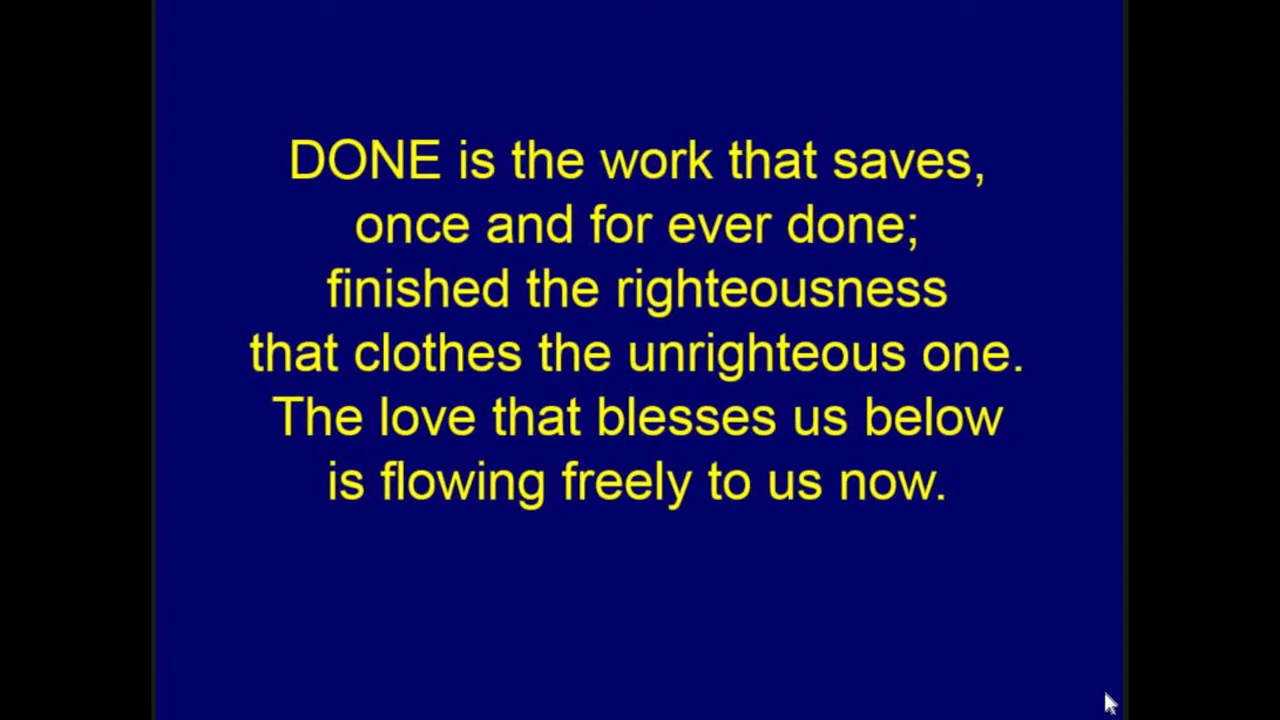 DONE is the work that saves,
once and for ever done;
finished the righteousness
that clothes the unrighteous one.
The love that blesses us below
is flowing freely to us now.